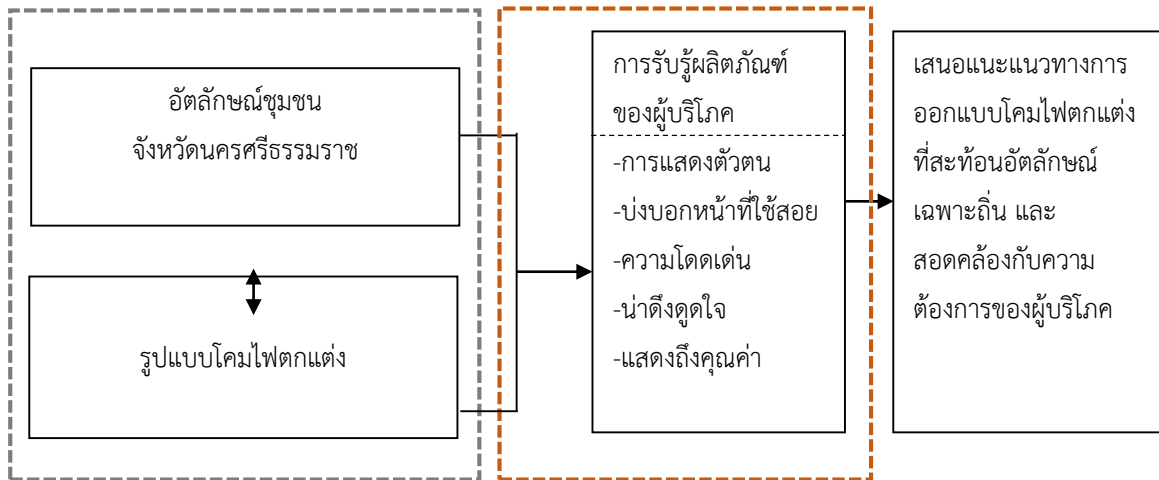 อัตลักษณ์ชุมชน
จังหวัดนครศรีธรรมราช
รูปแบบโคมไฟตกแต่ง
การรับรู้ผลิตภัณฑ์
ของผู้บริโภค
-การแสดงตัวตน
-บ่งบอกหน้าที่ใช้สอย
-ความโดดเด่น
-น่าดึงดูดใจ
-แสดงถึงคุณค่า
เสนอแนะแนวทางการ
ออกแบบโคมไฟตกแต่ง
ที่สะท้อนอัตลักษณ์
เฉพาะถิ่น และ
สอดคล้องกับความ
ต้องการของผู้บริโภค